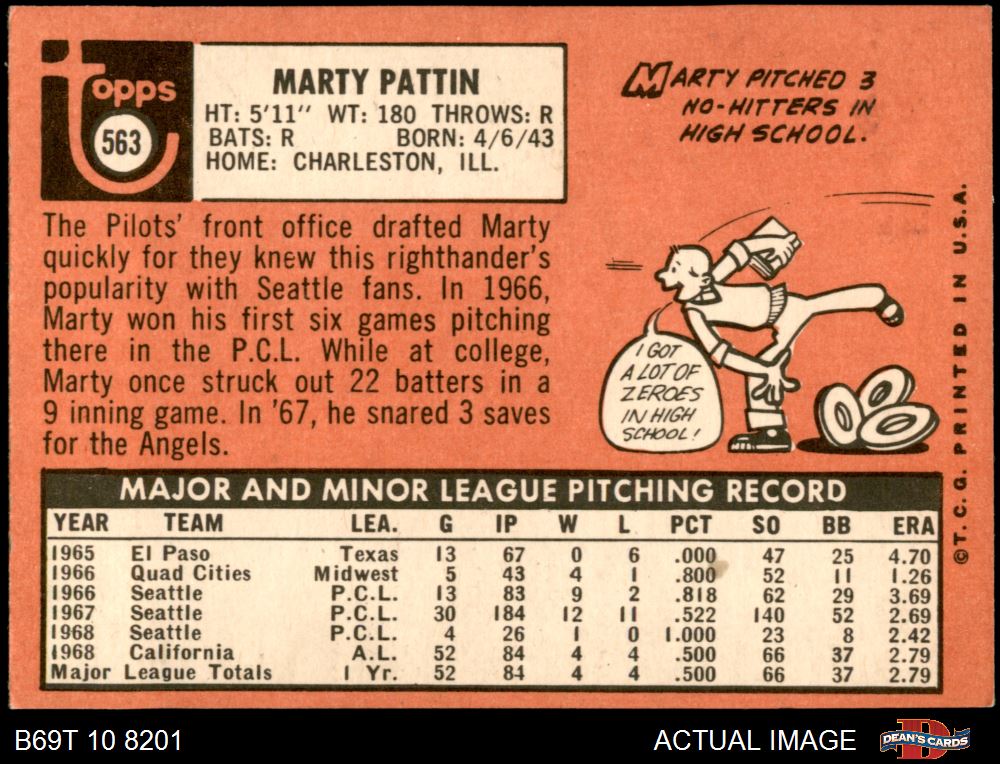 Topps
563
MARTY PATTIN
HT: 5'11" WT: 180 THROWS: R
BATS: R BORN: 4/6/43
HOME: CHARLESTON, ILL.
MARTY PITCHED 3
NO-HITTERS IN
HIGH SCHOOL.
The Pilots' front office drafted Marty
quickly for they knew this righthander's
popularity with Seattle fans. In 1966,
Marty won his first six games pitching
there in the P.C.L. While at college,
Marty once struck out 22 batters in a
9 inning game. In '67, he snared 3 saves
for the Angels.
I GOT
A LOT OF
ZEROES
IN HIGH
SCHOOL!
©T.C.G. PRINTED IN U.S.A.
MAJOR AND MINOR LEAGUE PITCHING RECORD
YEAR TEAM LEA. G IP W L PCT SO BB ERA
1965 El Paso Texas 13 67 0 6 .000 47 25 4.70
1966 Quad Cities Midwest 5 43 4 1 .800 52 11 1.26
1966 Seattle P.C.L. 13 83 9 2 .818 62 29 3.69
1967 Seattle P.C.L. 30 184 12 11 .522 140 52 2.69
1968 Seattle P.C.L. 4 26 1 0 1.000 23 8 2.42
1968 California A.L. 52 84 4 4 .500 66 37 2.79
Major League Totals 1 Yr. 52 84 4 4 .500 66 37 2.79
B69T 10 8201
ACTUAL IMAGE
D
DEAN'S CARDS